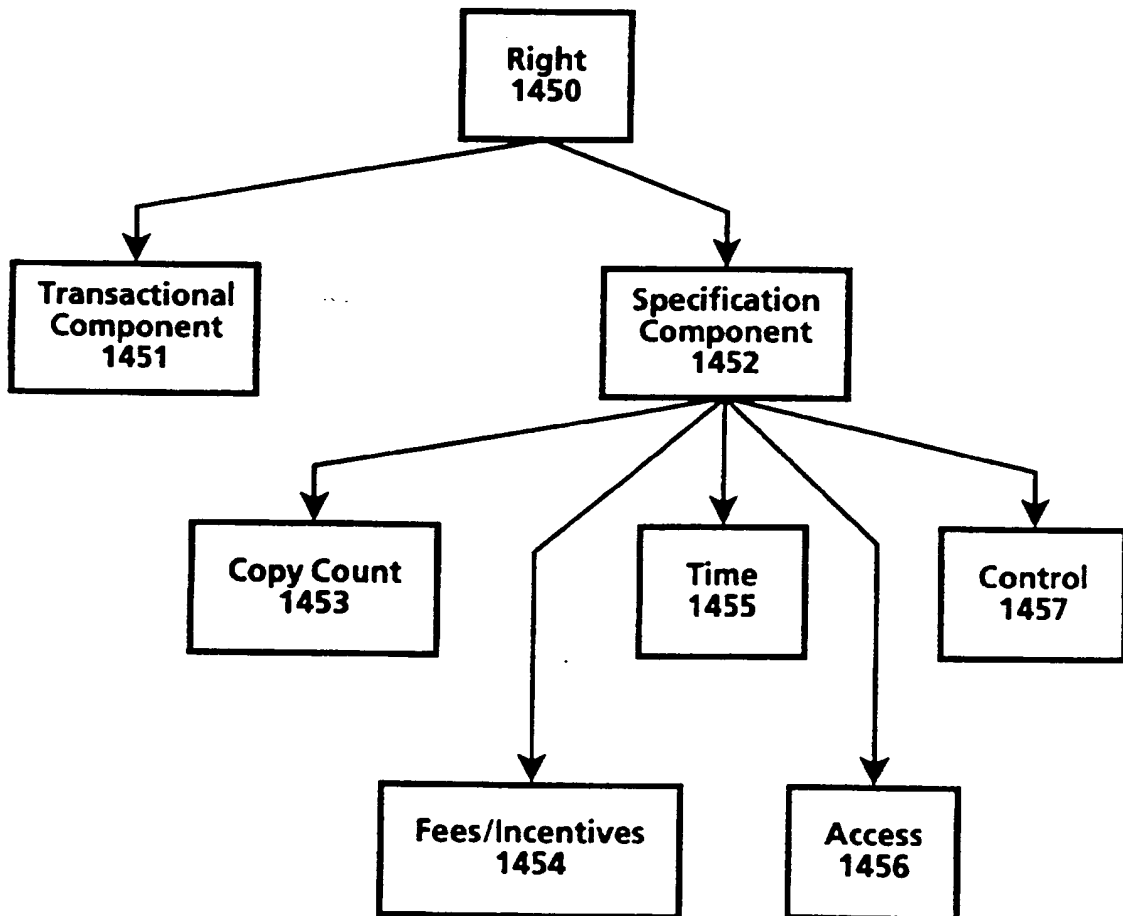 Right
1450
Transactional
Component
1451
Specification
Component
1452
Copy Count
1453
Time
1455
Control
1457
Fees/Incentives
1454
Access
1456